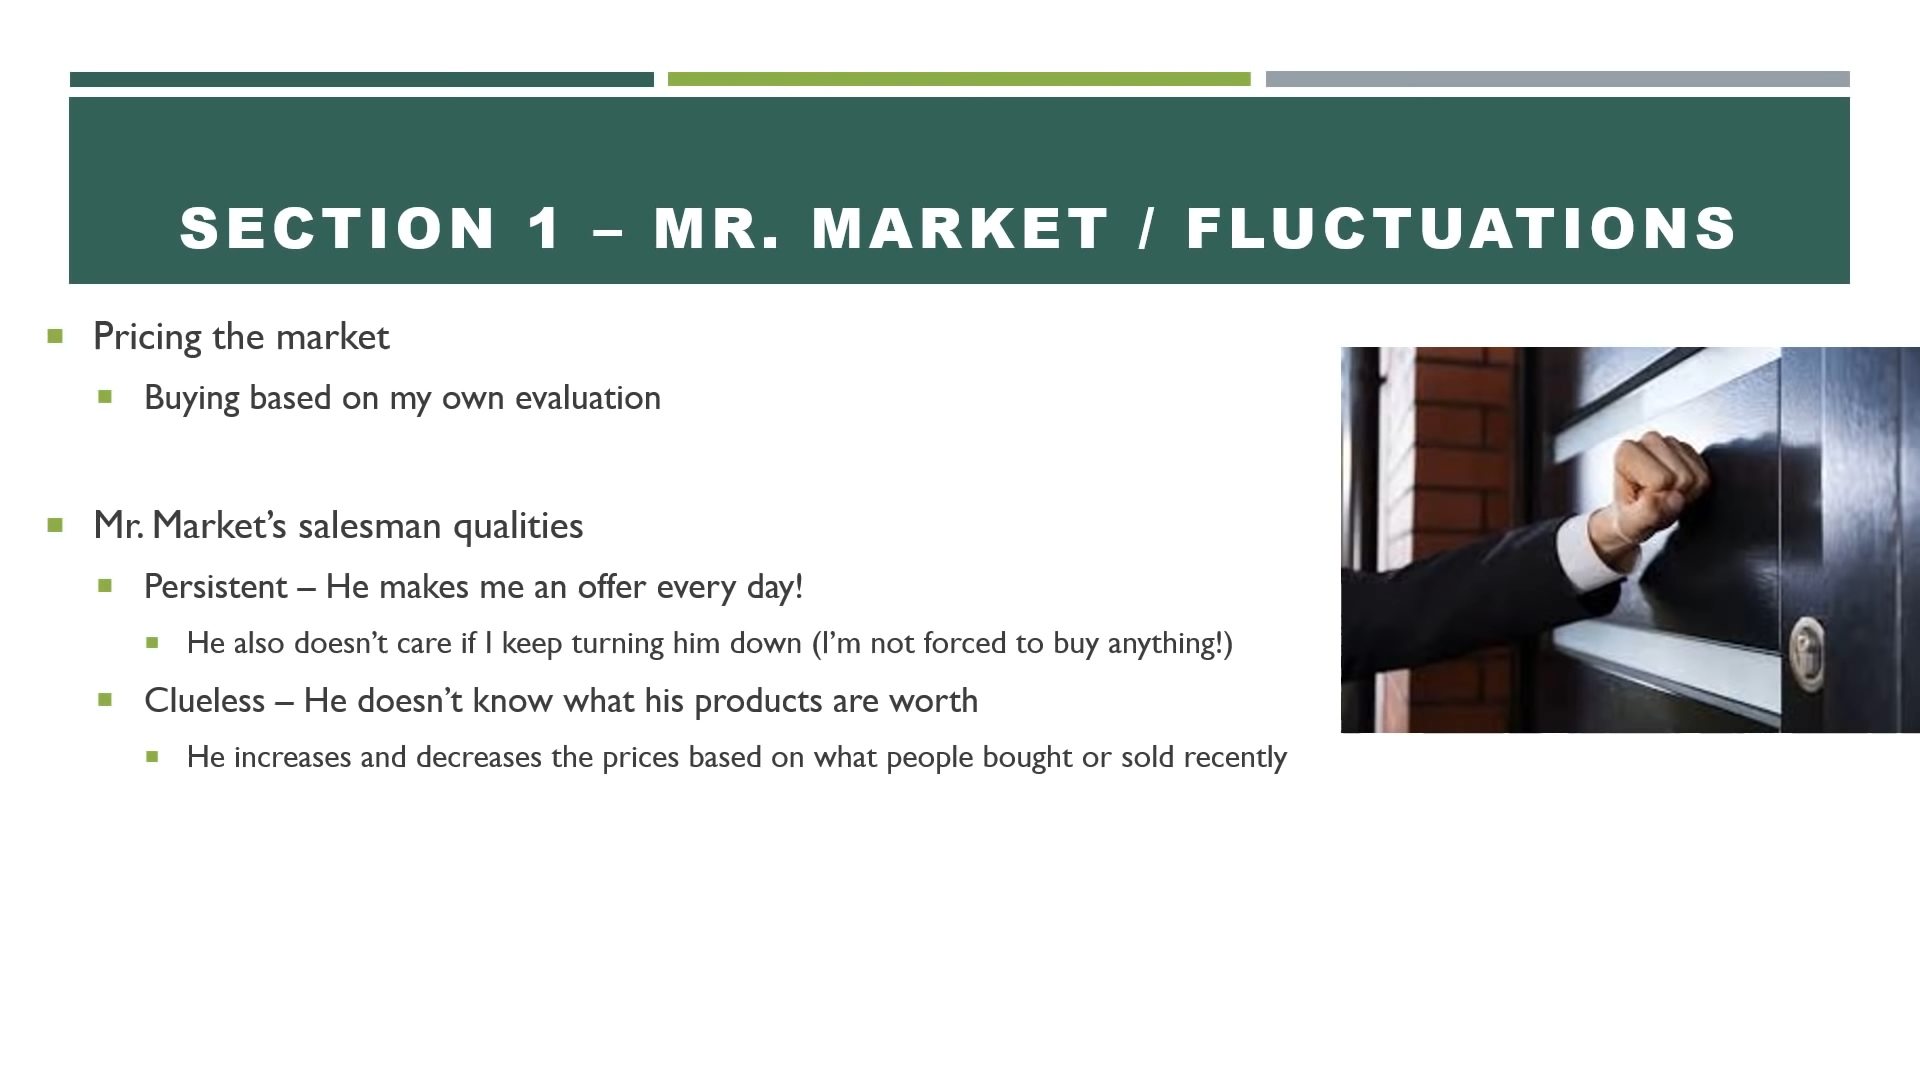 SECTION 1 – MR. MARKET / FLUCTUATIONS
Pricing the market
Buying based on my own evaluation
Mr. Market’s salesman qualities
Persistent – He makes me an offer every day!
He also doesn’t care if I keep turning him down (I’m not forced to buy anything!)
Clueless – He doesn’t know what his products are worth
He increases and decreases the prices based on what people bought or sold recently